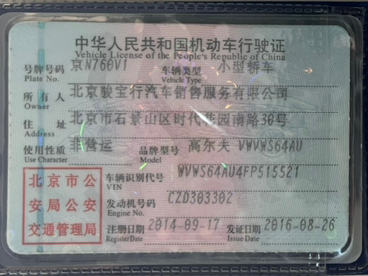 中华人民共和国机动车行驶证
Vehicle License of the People's Republic of China
号牌号码 京N760V1 车辆类型 小型轿车
Plate No. Vehicle Type
所有人 北京骏宝行汽车销售服务有限公司
Owner
住址 北京市石景山区时代花园南路30号
Address
使用性质 非营运 品牌型号 高尔夫 VWVWS64AU
Use Character Model
北京市公 车辆识别代号 WVWS64AU4FP515521
VIN
安局公安 发动机号码 CZD303302
Engine No.
交通管理局 注册日期 2014-09-17 发证日期 2016-08-26
Register Date Issue Date